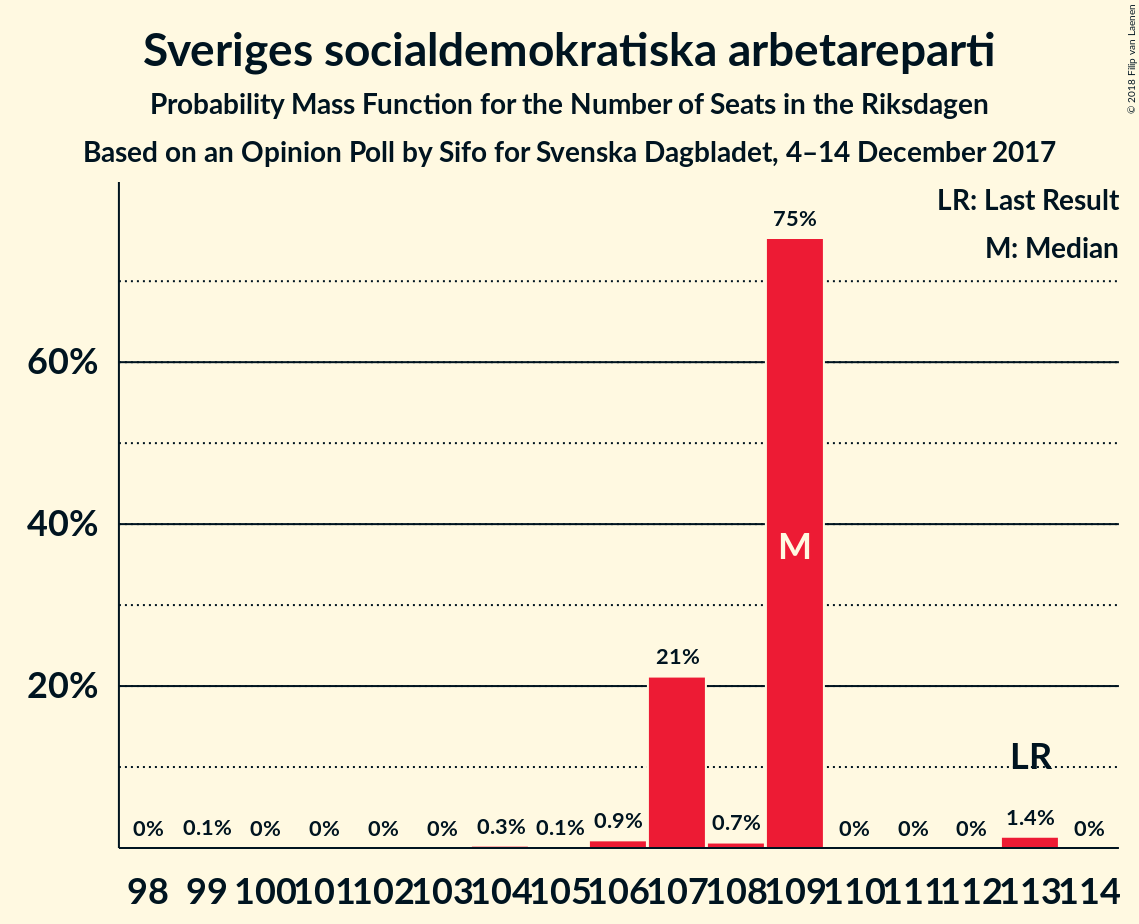 Sveriges socialdemokratiska arbetareparti
Probability Mass Function for the Number of Seats in the Riksdagen
Based on an Opinion Poll by Sifo for Svenska Dagbladet, 4–14 December 2017
© 2018 Filip van Laenen
LR: Last Result
M: Median
75%
60%
40%
M
21%
20%
LR
0% 0.1% 0% 0% 0% 0% 0.3% 0.1% 0.9% 0.7% 0% 0% 0% 1.4% 0%
98 99 100 101 102 103 104 105 106 107 108 109 110 111 112 113 114